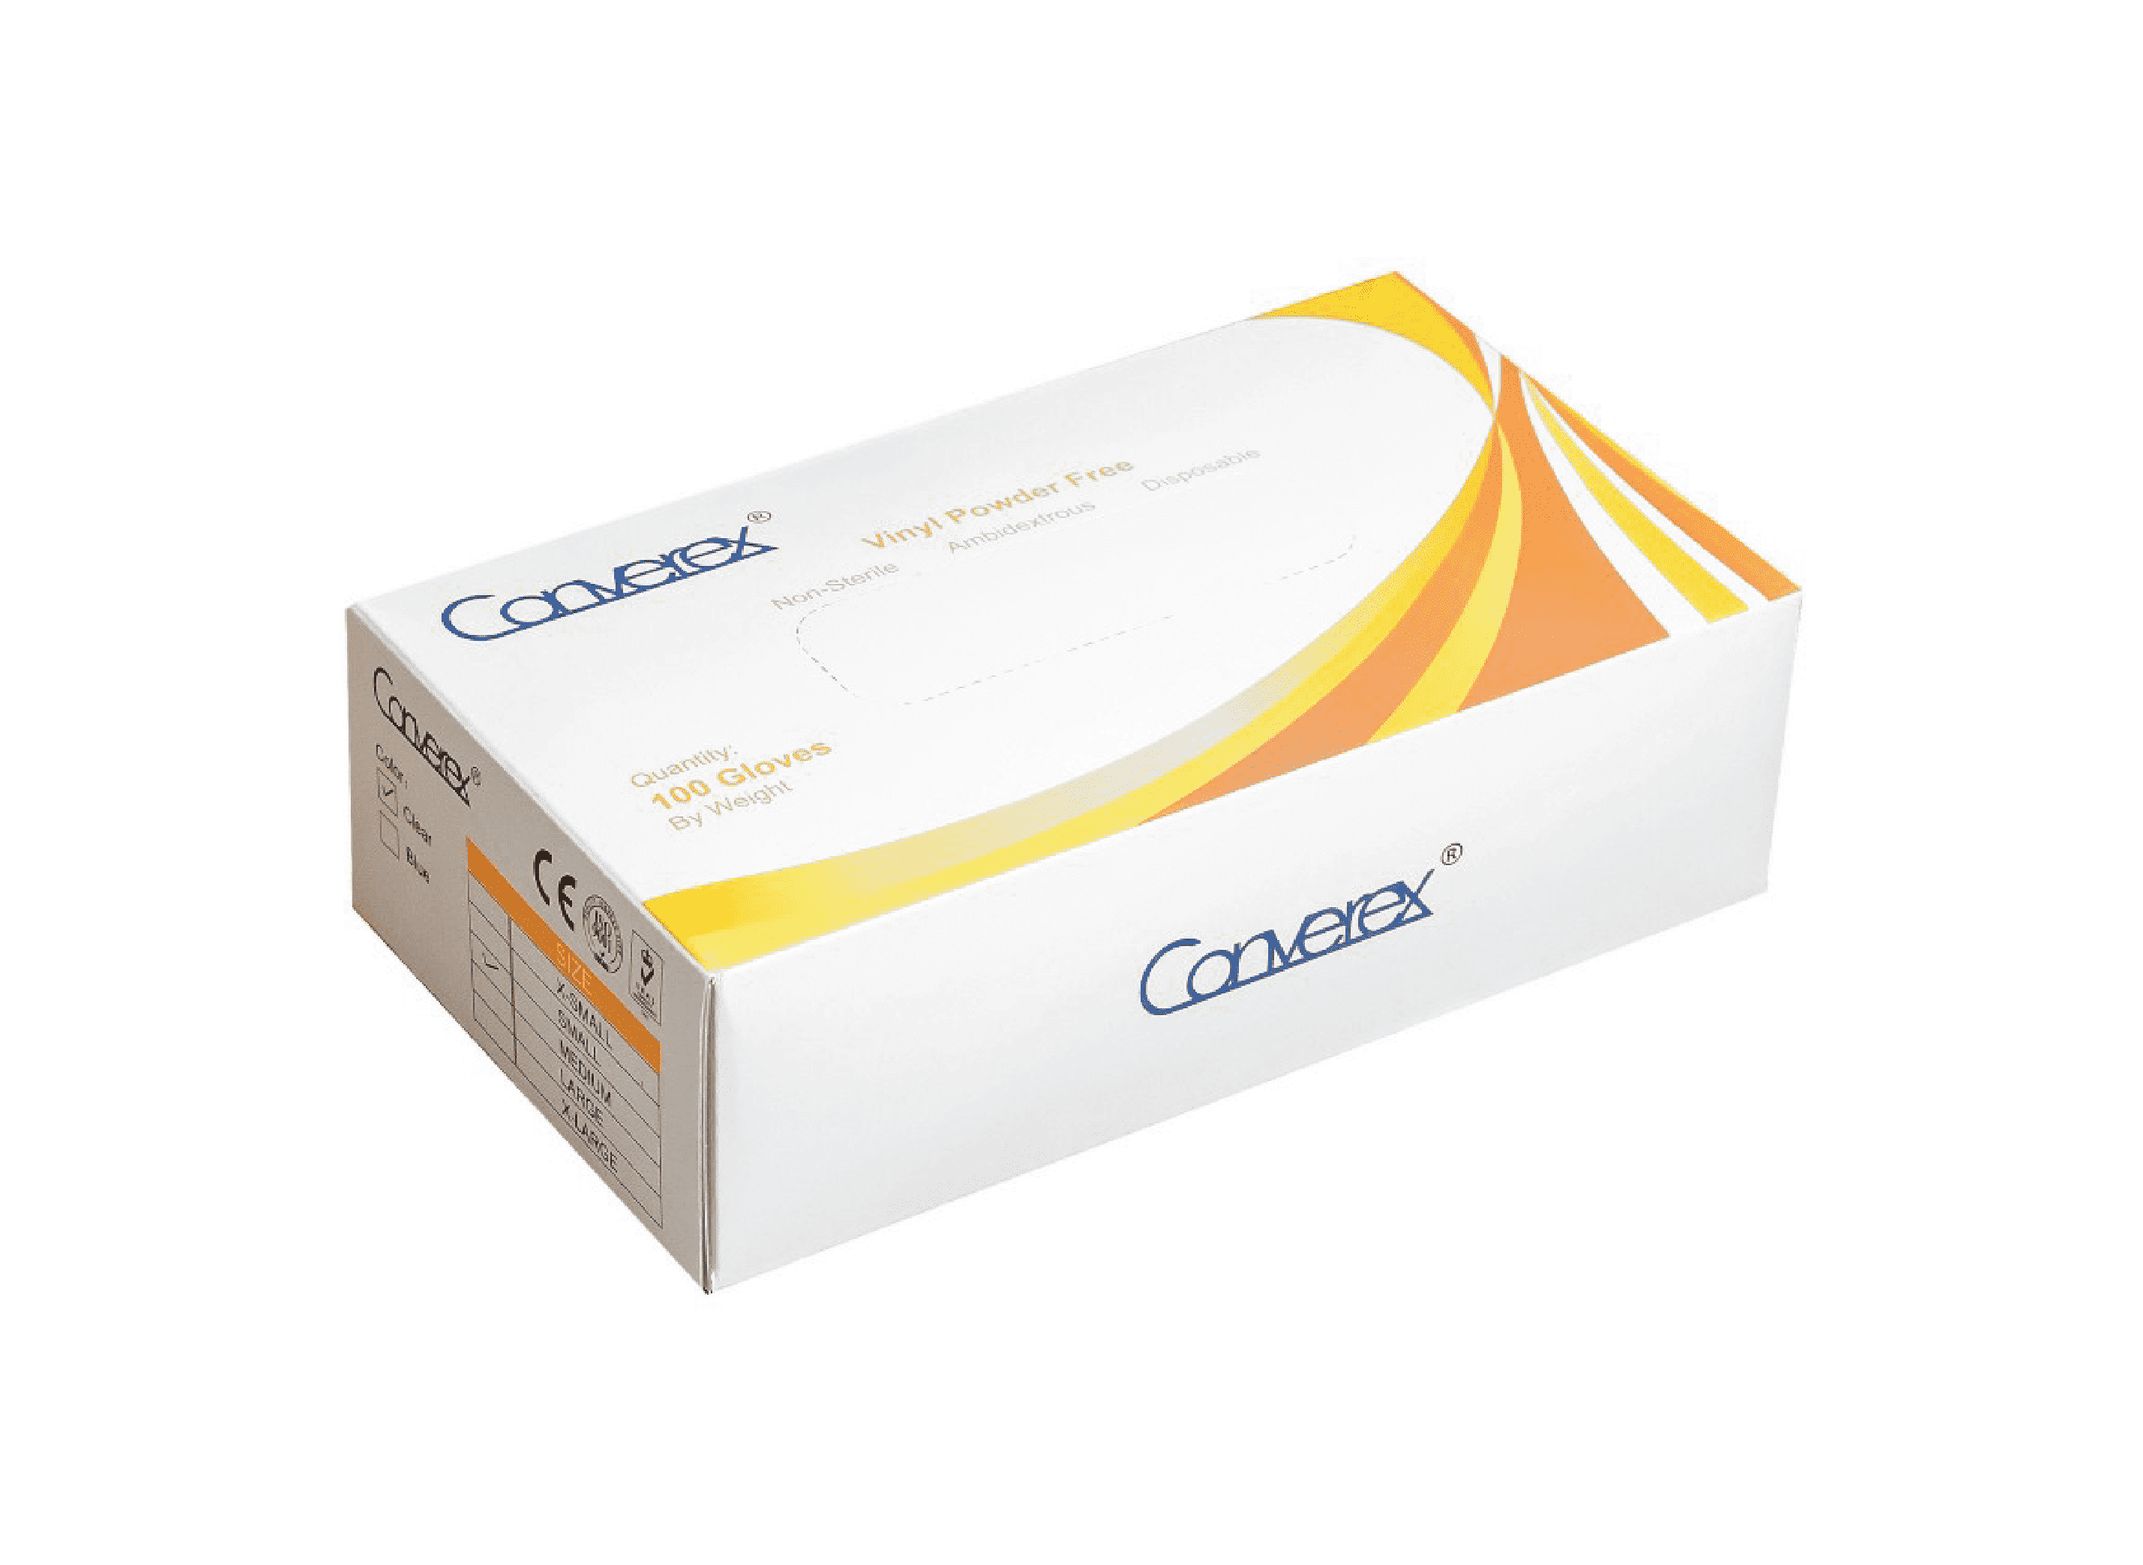 Converex®
Vinyl Powder Free
Non-Sterile Ambidextrous Disposable
Quantity:
100 Gloves
By Weight
Converex®
Color:
Clear
Blue
CE
ISO
SIZE
X-SMALL
SMALL
MEDIUM
LARGE
X-LARGE
Converex®